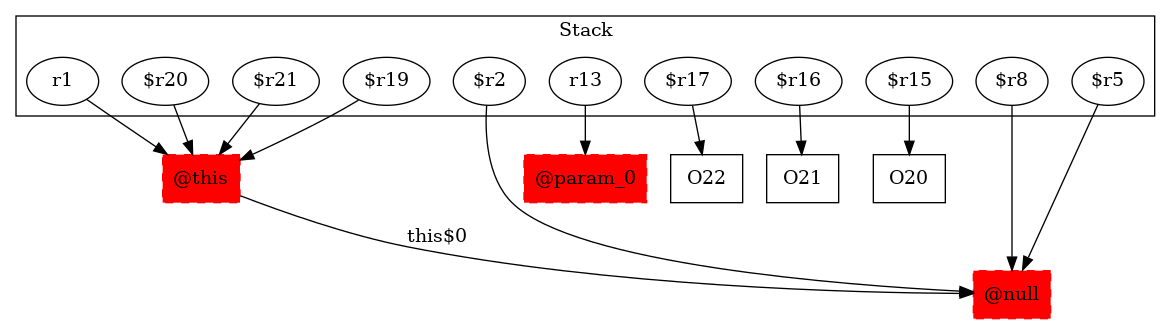 Stack
r1 $r20 $r21 $r19 $r2 r13 $r17 $r16 $r15 $r8 $r5
@this @param_0 O22 O21 O20
this$0
@null